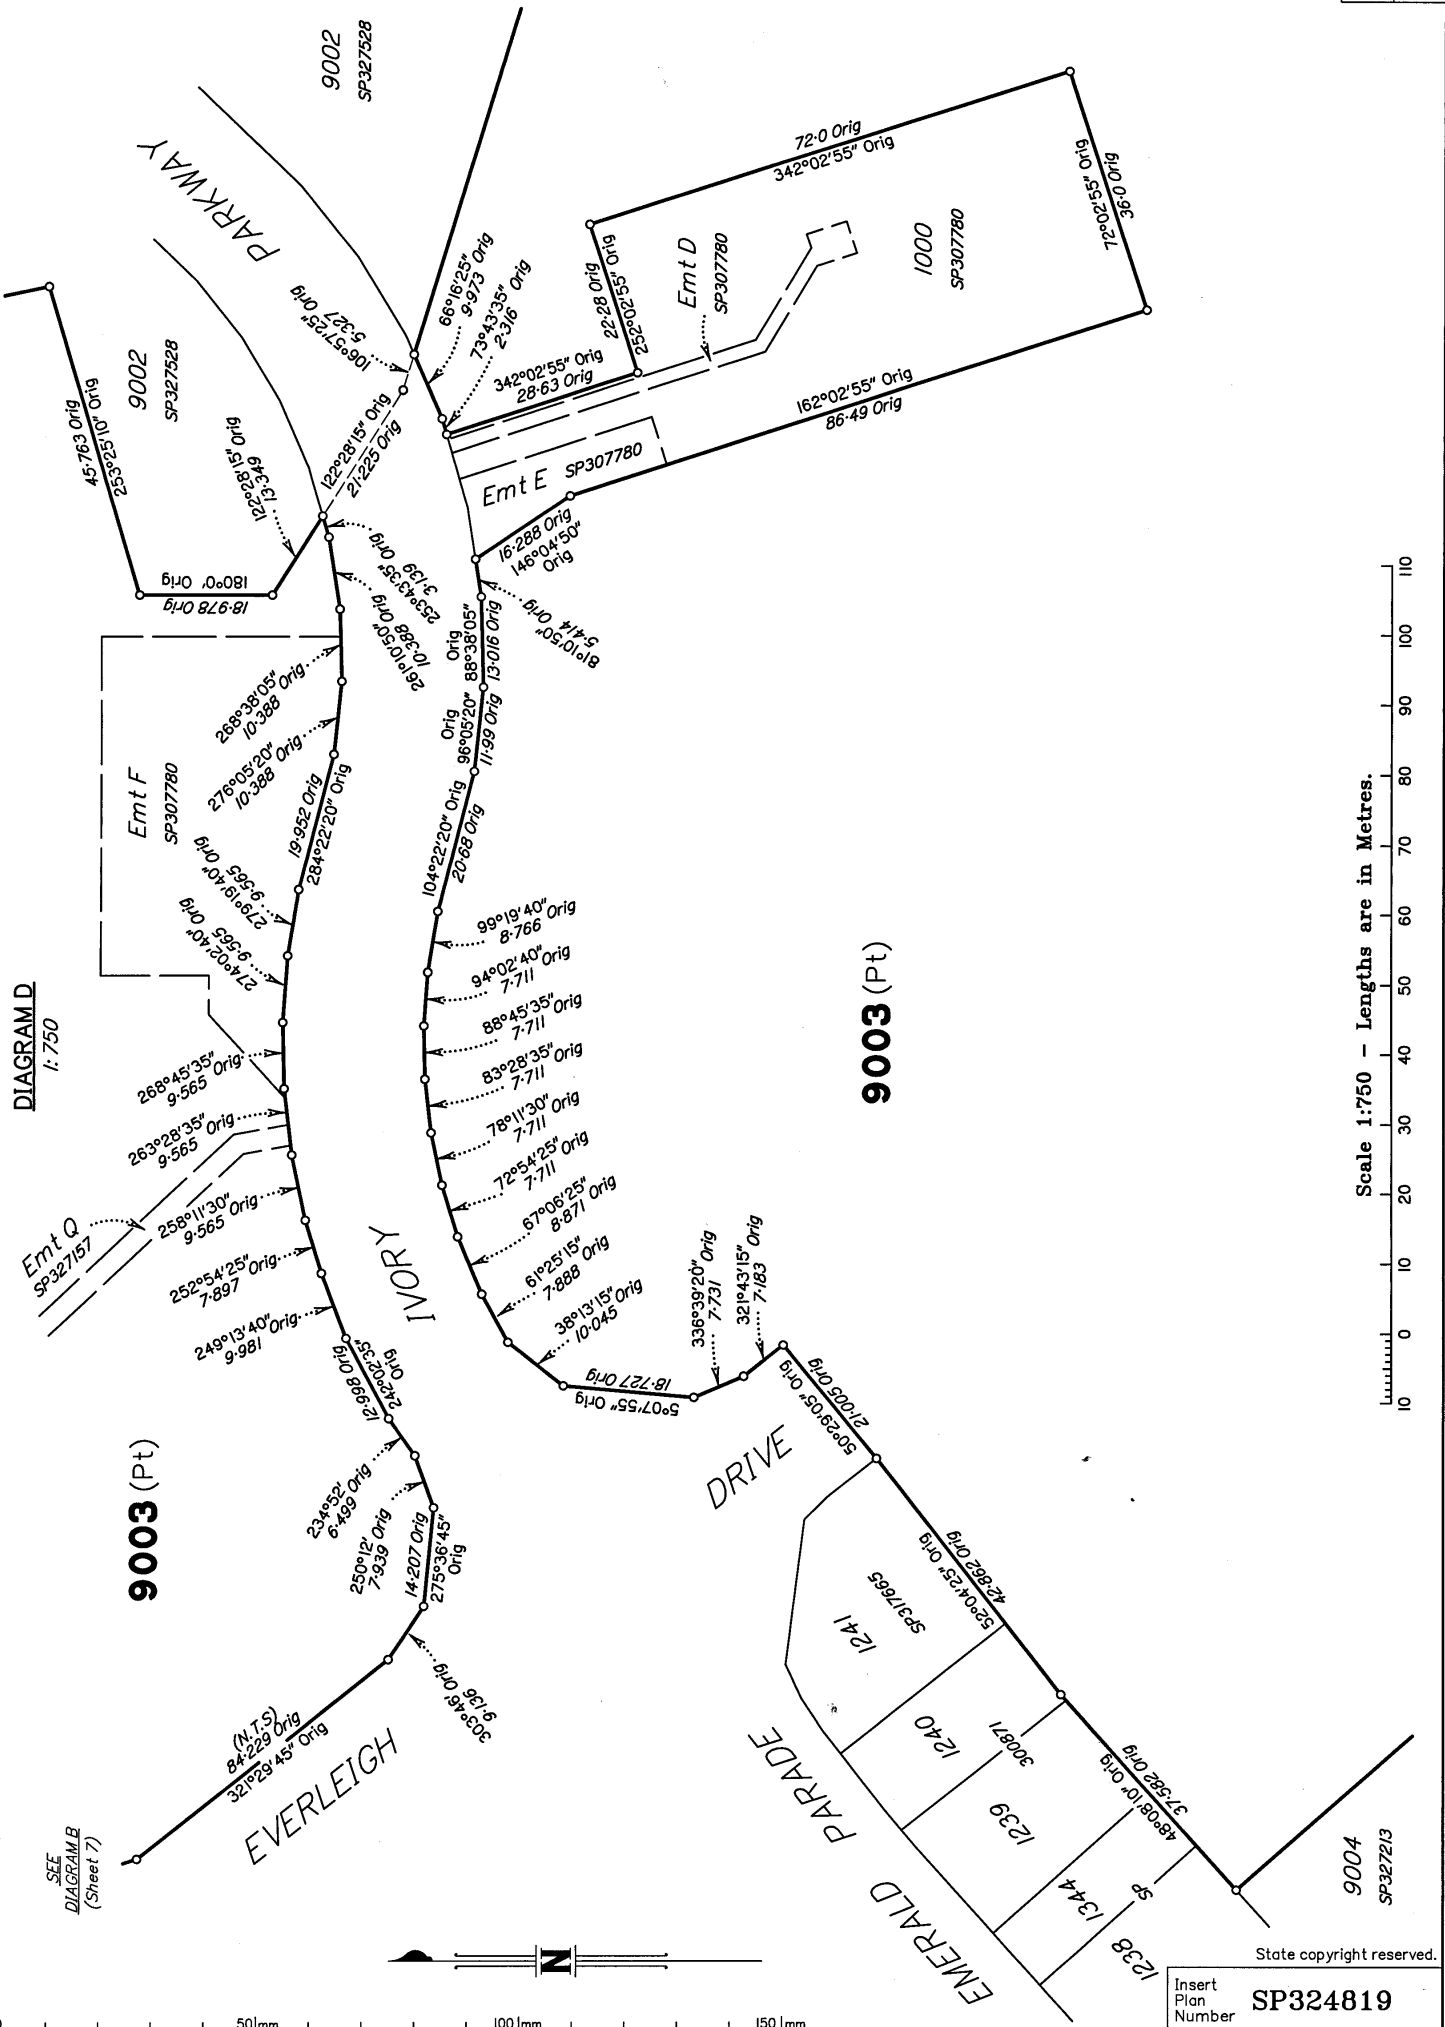 DIAGRAM D
1:750
SEE
DIAGRAM B
(Sheet 7)
9002
SP327528
PARKWAY
9002
SP327528
45·763 Orig
253°25'10" Orig
122°28'15" Orig
13·349
180°0' Orig
18·978 Orig
122°28'15" Orig
21·225 Orig
106°57'25" Orig
5·327
66°16'25" Orig
9·973
73°43'35" Orig
2·316
342°02'55" Orig
28·63 Orig
22·28 Orig
252°02'55" Orig
72·0 Orig
342°02'55" Orig
72°02'55" Orig
36·0 Orig
162°02'55" Orig
86·49 Orig
Emt D
SP307780
1000
SP307780
Emt E SP307780
16·288 Orig
146°04'50"
Orig
253°43'35" Orig
3·139
261°10'50"
10·388 Orig
268°38'05"
10·388 Orig
276°05'20"
10·388 Orig
Emt F
SP307780
19·952 Orig
284°22'20" Orig
279°19'40"
9·565 Orig
274°02'40"
9·565 Orig
268°45'35"
9·565 Orig
263°28'35"
9·565 Orig
258°11'30"
9·565 Orig
252°54'25"
7·897 Orig
249°13'40"
9·981 Orig
Emt Q
SP327157
12·998 Orig
242°02'35"
Orig
234°52'
6·499 Orig
250°12' Orig
7·939
14·207 Orig
275°36'45"
Orig
303°46' Orig
9·136
(N.T.S)
84·229 Orig
321°29'45" Orig
81°10'50" Orig
5·414
Orig
88°38'05"
13·016 Orig
Orig
96°05'20"
11·99 Orig
104°22'20" Orig
20·68 Orig
99°19'40" Orig
8·766
94°02'40" Orig
7·711
88°45'35" Orig
7·711
83°28'35" Orig
7·711
78°11'30" Orig
7·711
72°54'25" Orig
7·711
67°06'25" Orig
8·871
61°25'15" Orig
7·888
38°13'15" Orig
10·045
18·727 Orig
5°07'55" Orig
336°39'20" Orig
7·731
321°43'15" Orig
7·183
50°29'05" Orig
21·005 Orig
52°04'25" Orig
42·862 Orig
48°08'10" Orig
37·582 Orig
IVORY
9003 (Pt)
9003 (Pt)
EVERLEIGH
DRIVE
EMERALD PARADE
1241
SP317665
1240
300871
1239
1344
SP
1238
9004
SP327213
N
Scale 1:750 - Lengths are in Metres.
10 0 10 20 30 40 50 60 70 80 90 100 110
50 mm 100 mm 150 mm
State copyright reserved.
Insert
Plan
Number
SP324819